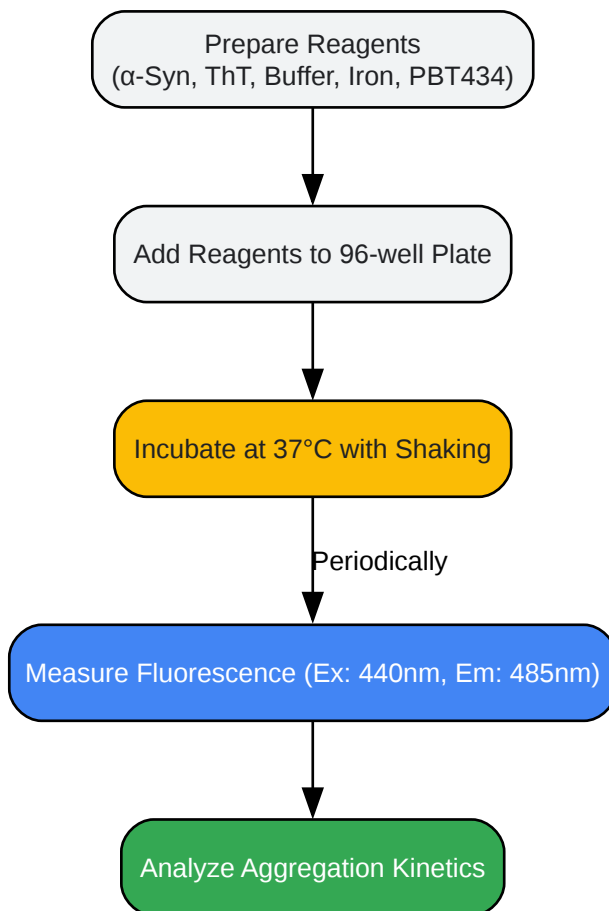 Prepare Reagents
(α-Syn, ThT, Buffer, Iron, PBT434)
Add Reagents to 96-well Plate
Incubate at 37°C with Shaking
Periodically
Measure Fluorescence (Ex: 440nm, Em: 485nm)
Analyze Aggregation Kinetics